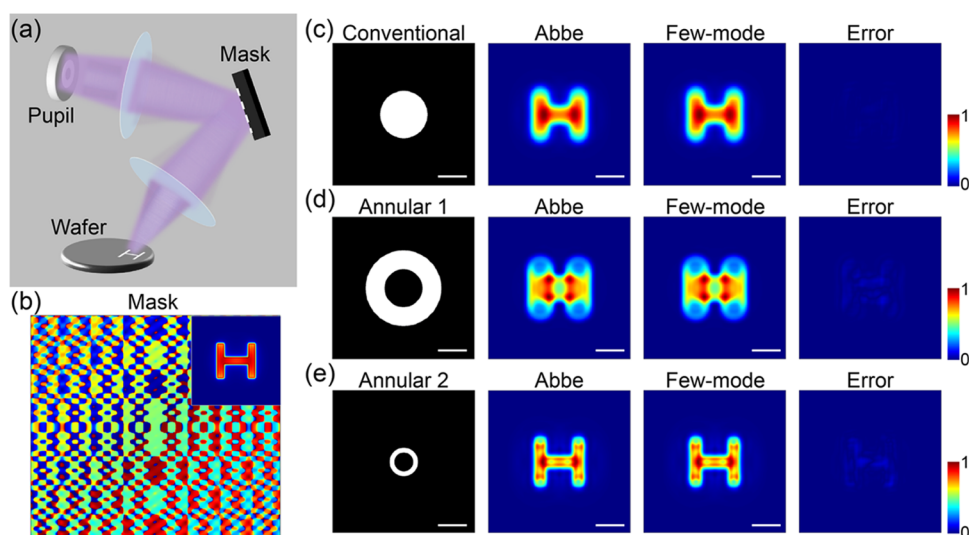 (a)
Pupil
Mask
Wafer
H
(b) Mask
(c) Conventional Abbe Few-mode Error
1
0
(d) Annular 1 Abbe Few-mode Error
1
0
(e) Annular 2 Abbe Few-mode Error
1
0